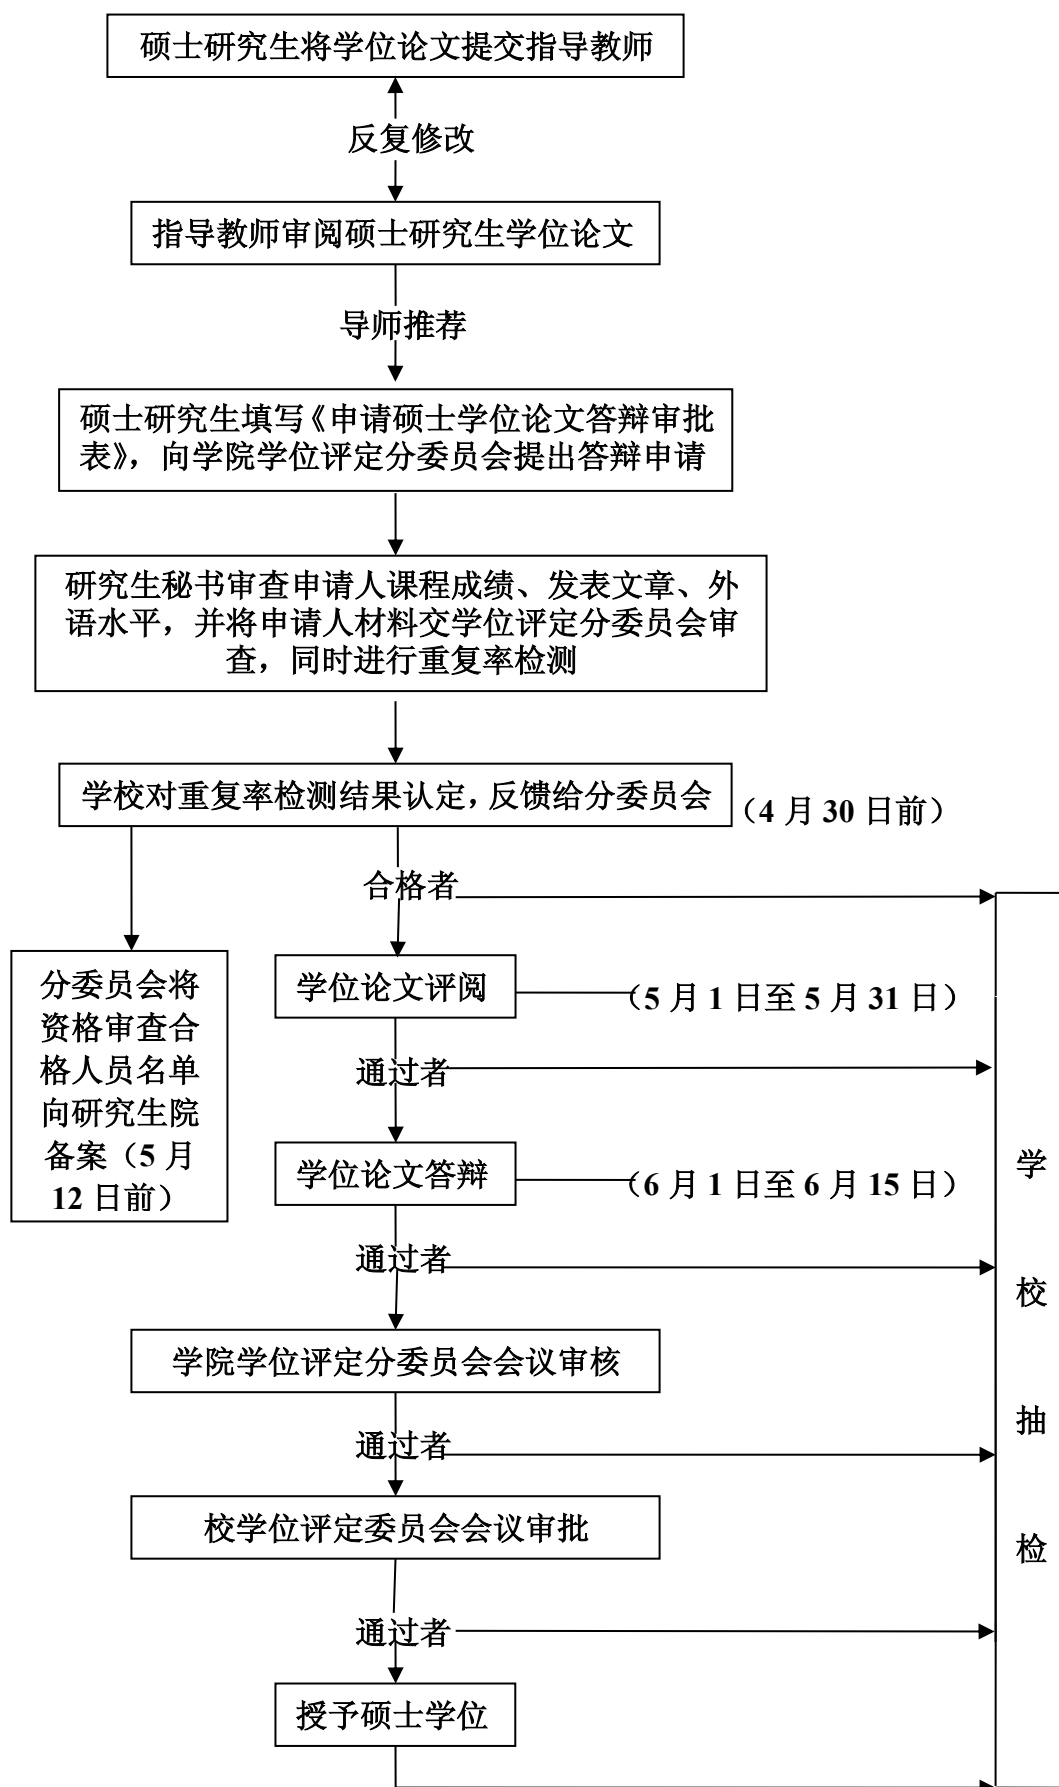 硕士研究生将学位论文提交指导教师
反复修改
指导教师审阅硕士研究生学位论文
导师推荐
硕士研究生填写《申请硕士学位论文答辩审批
表》，向学院学位评定分委员会提出答辩申请
研究生秘书审查申请人课程成绩、发表文章、外
语水平，并将申请人材料交学位评定分委员会审
查，同时进行重复率检测
学校对重复率检测结果认定，反馈给分委员会
（4 月 30 日前）
合格者
分委员会将
资格审查合
格人员名单
向研究生院
备案（5 月
12 日前）
学位论文评阅
（5 月 1 日至 5 月 31 日）
通过者
学位论文答辩
（6 月 1 日至 6 月 15 日）
通过者
学院学位评定分委员会会议审核
通过者
校学位评定委员会会议审批
通过者
授予硕士学位
学
校
抽
检